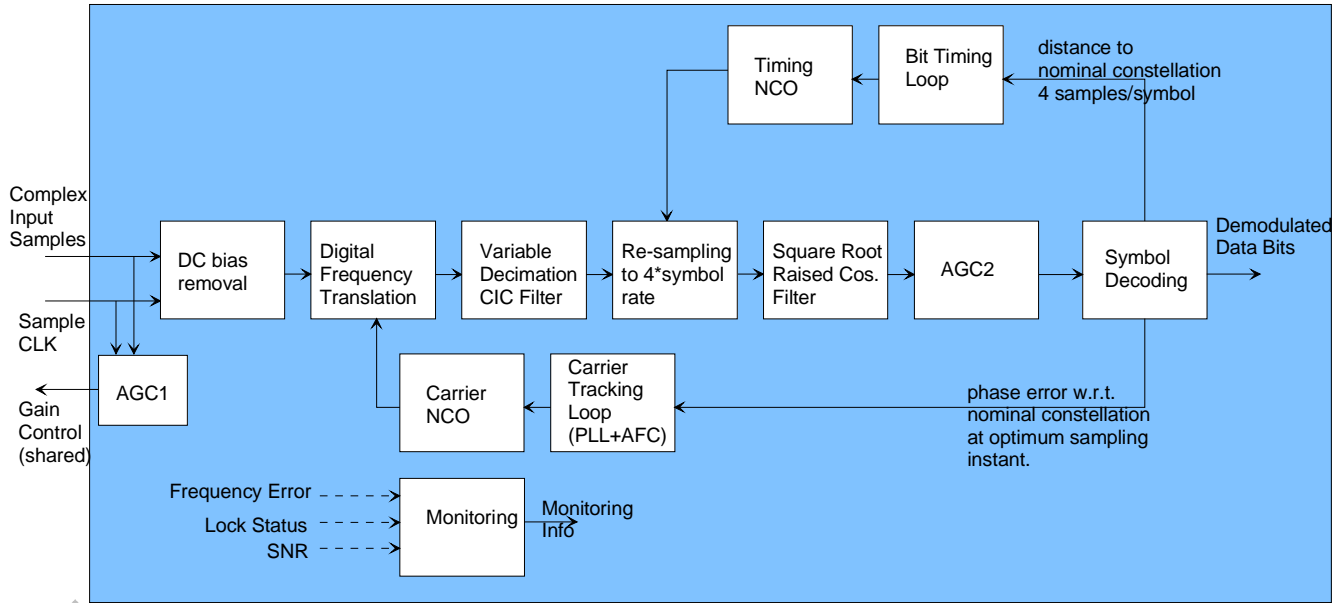 Timing
NCO
Bit Timing
Loop
distance to
nominal constellation
4 samples/symbol
Complex
Input
Samples
DC bias
removal
Digital
Frequency
Translation
Variable
Decimation
CIC Filter
Re-sampling
to 4*symbol
rate
Square Root
Raised Cos.
Filter
AGC2
Symbol
Decoding
Demodulated
Data Bits
Sample
CLK
AGC1
Gain
Control
(shared)
Carrier
NCO
Carrier
Tracking
Loop
(PLL+AFC)
phase error w.r.t.
nominal constellation
at optimum sampling
instant.
Frequency Error
Lock Status
SNR
Monitoring
Monitoring
Info